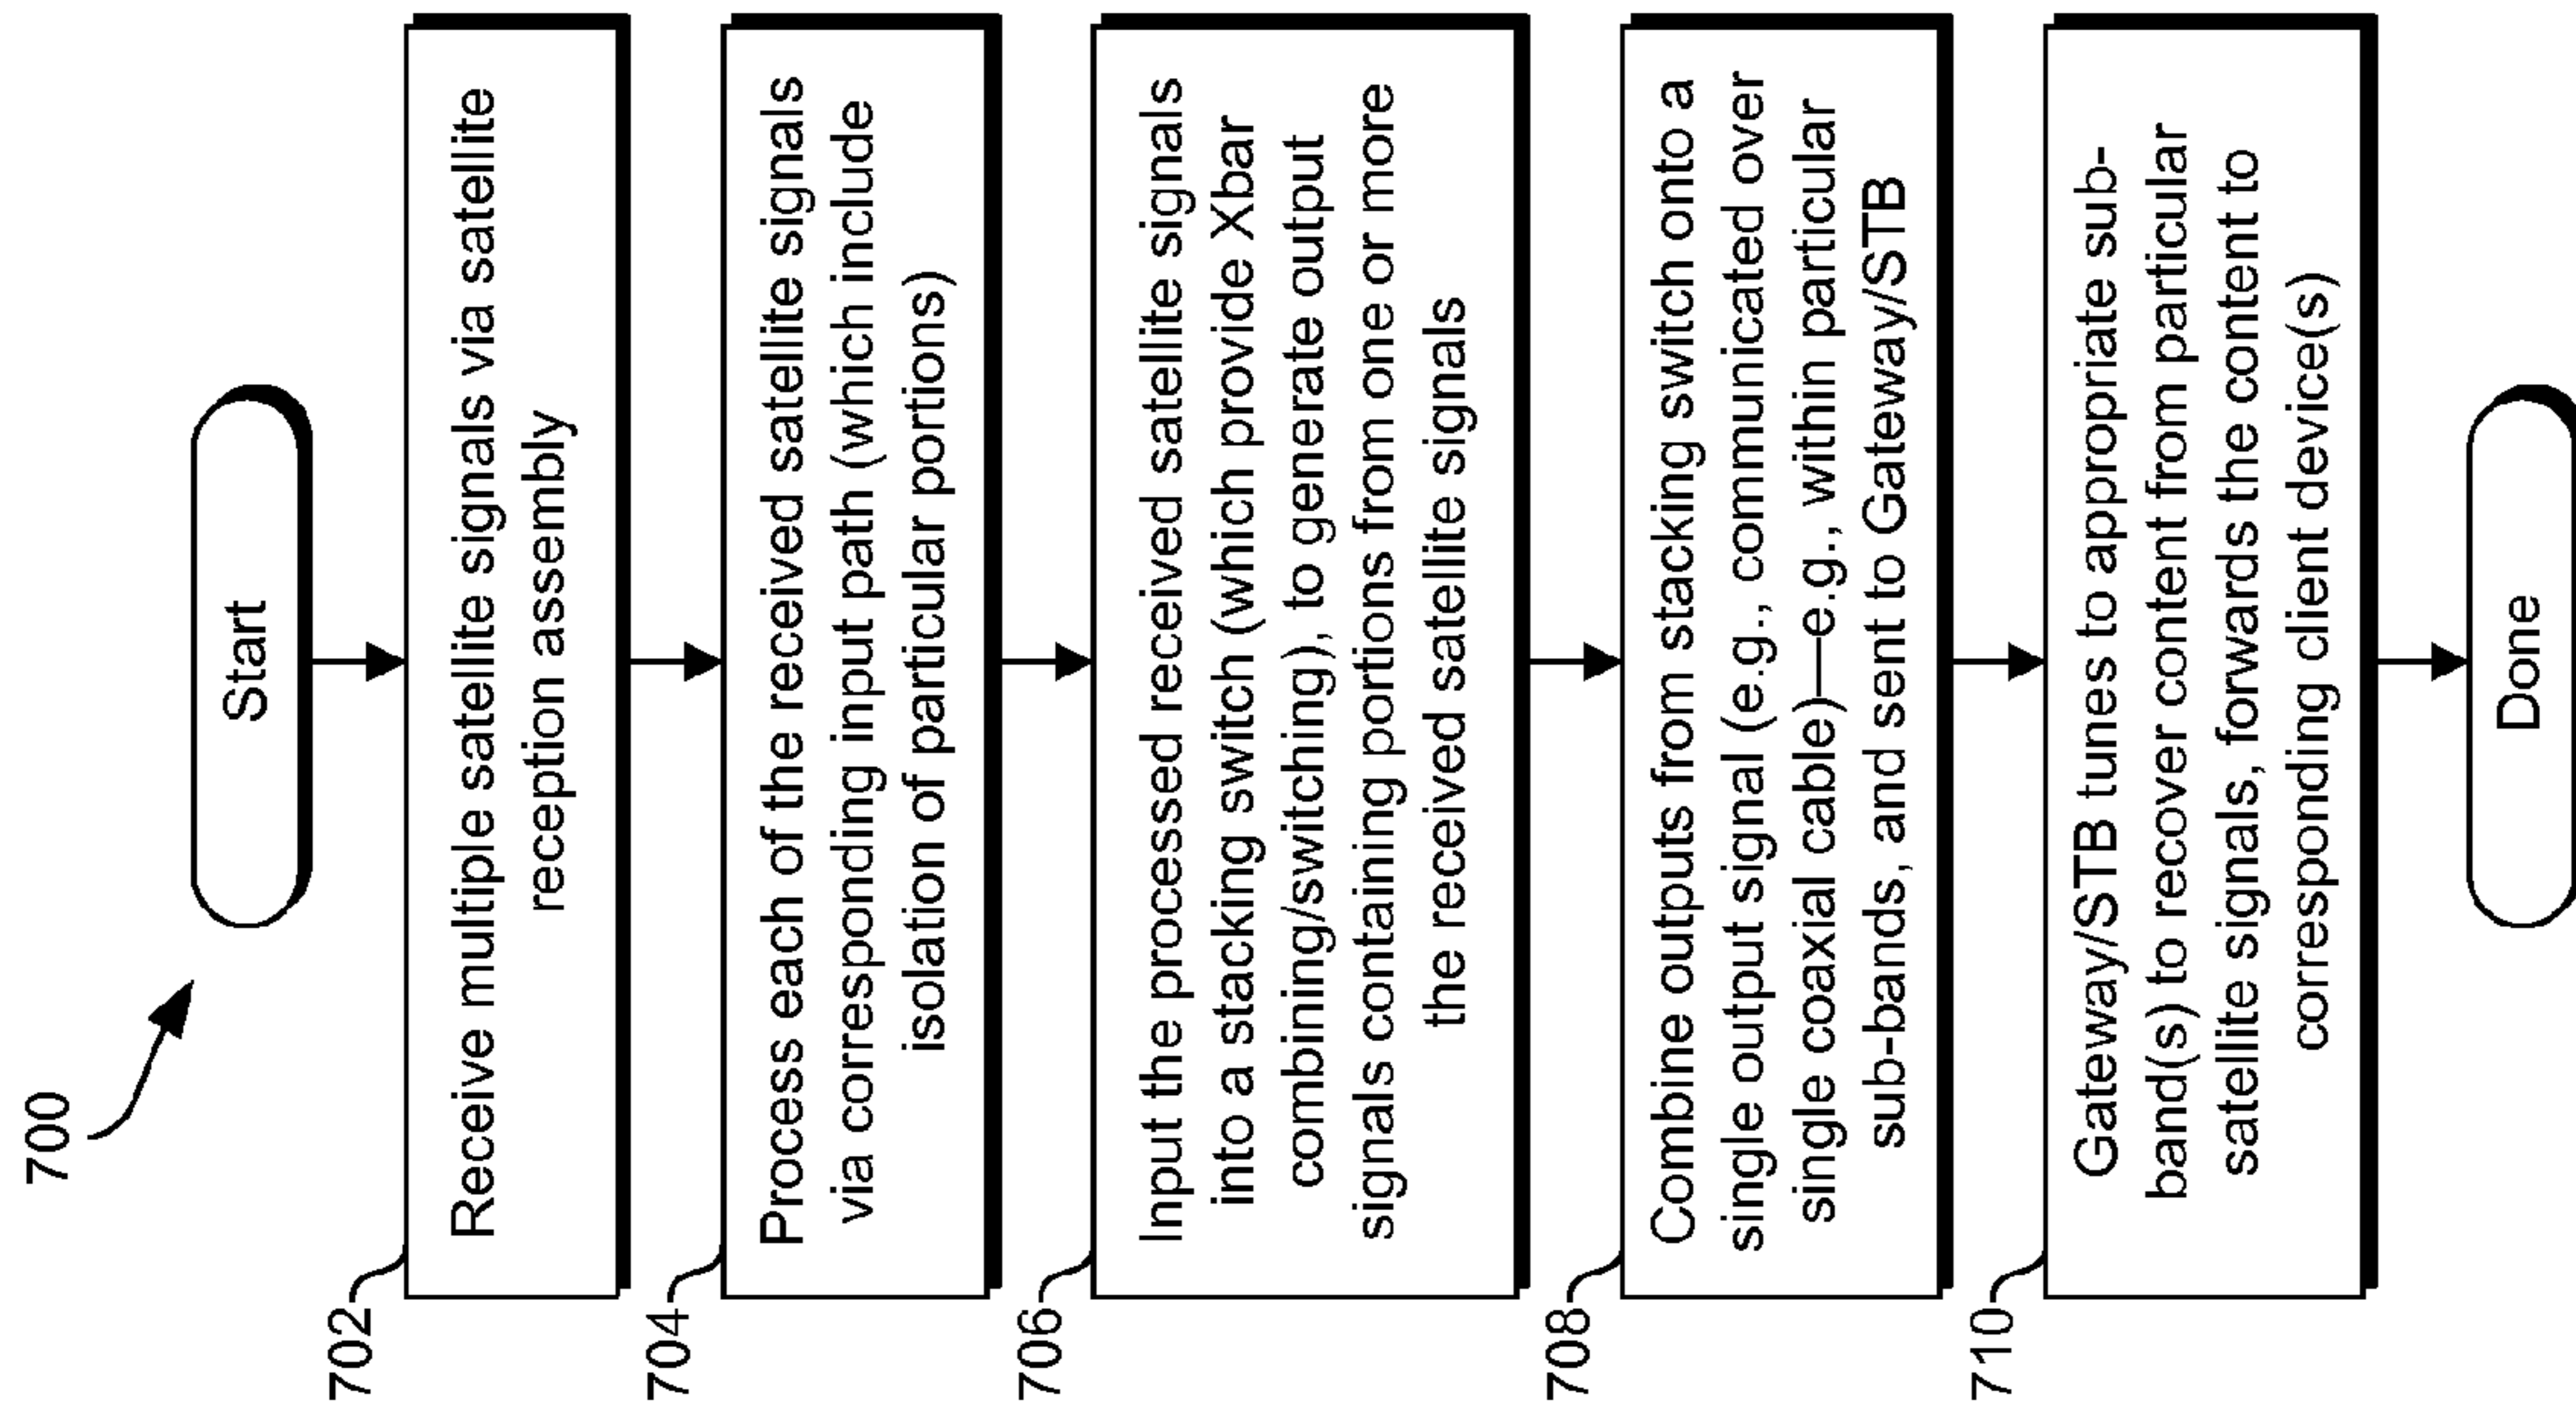 700
Start
702
Receive multiple satellite signals via satellite
reception assembly
704
Process each of the received satellite signals
via corresponding input path (which include
isolation of particular portions)
706
Input the processed received satellite signals
into a stacking switch (which provide Xbar
combining/switching), to generate output
signals containing portions from one or more
the received satellite signals
708
Combine outputs from stacking switch onto a
single output signal (e.g., communicated over
single coaxial cable)—e.g., within particular
sub-bands, and sent to Gateway/STB
710
Gateway/STB tunes to appropriate sub-
band(s) to recover content from particular
satellite signals, forwards the content to
corresponding client device(s)
Done